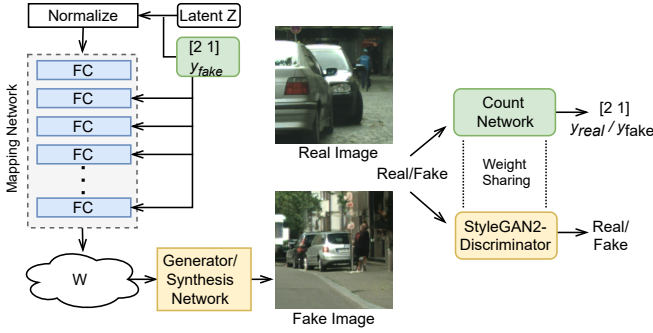 Normalize
Latent Z
[2 1]
y_fake
Mapping Network
FC
FC
FC
FC
FC
W
Generator/
Synthesis
Network
Real Image
Fake Image
Real/Fake
Count
Network
[2 1]
y_real / y_fake
Weight
Sharing
StyleGAN2-
Discriminator
Real/
Fake